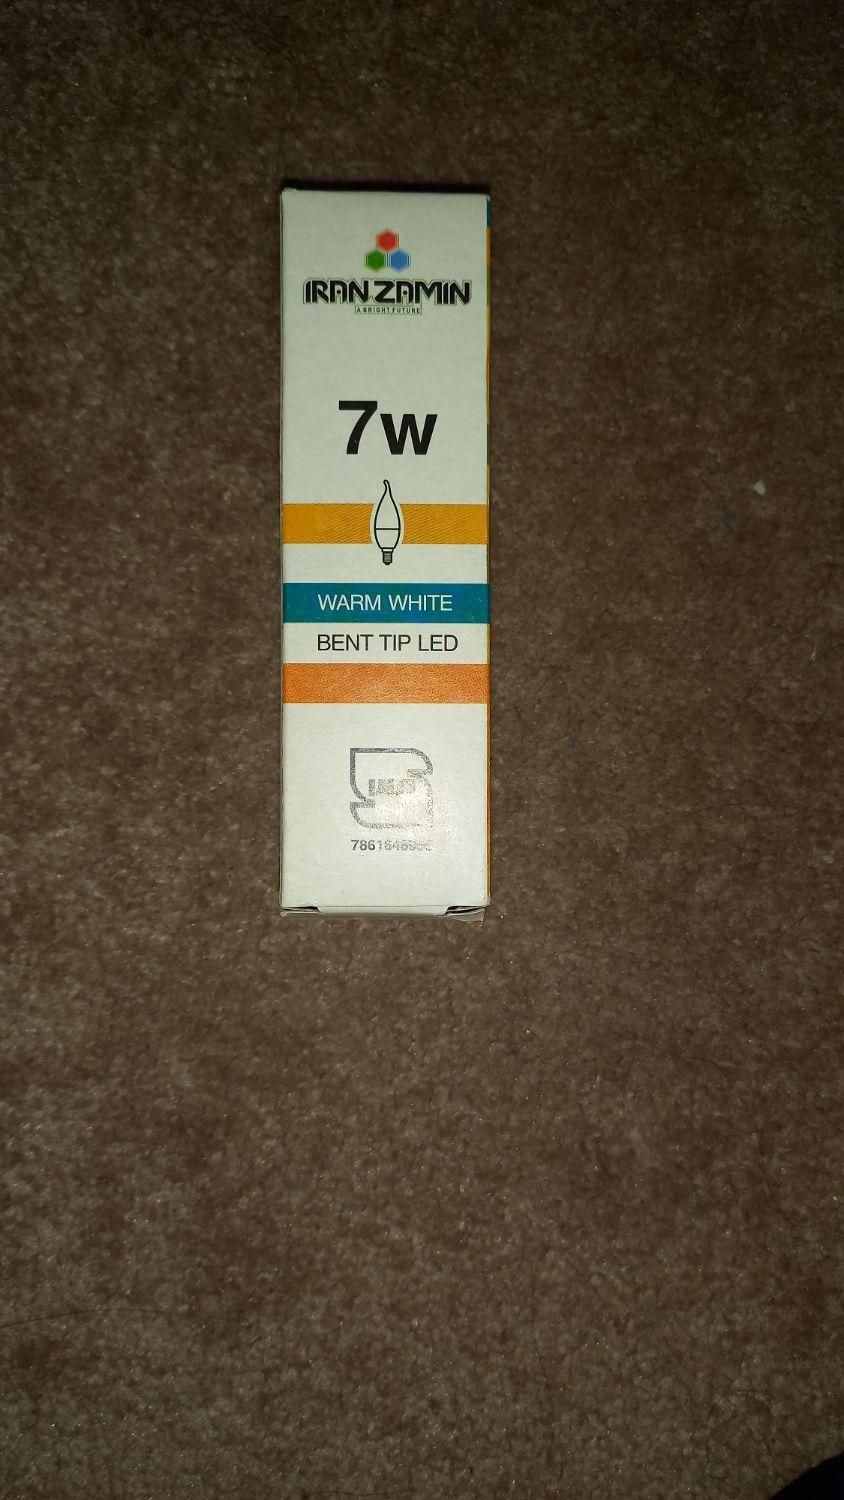 IRAN ZAMIN
A BRIGHT FUTURE
7w
WARM WHITE
BENT TIP LED